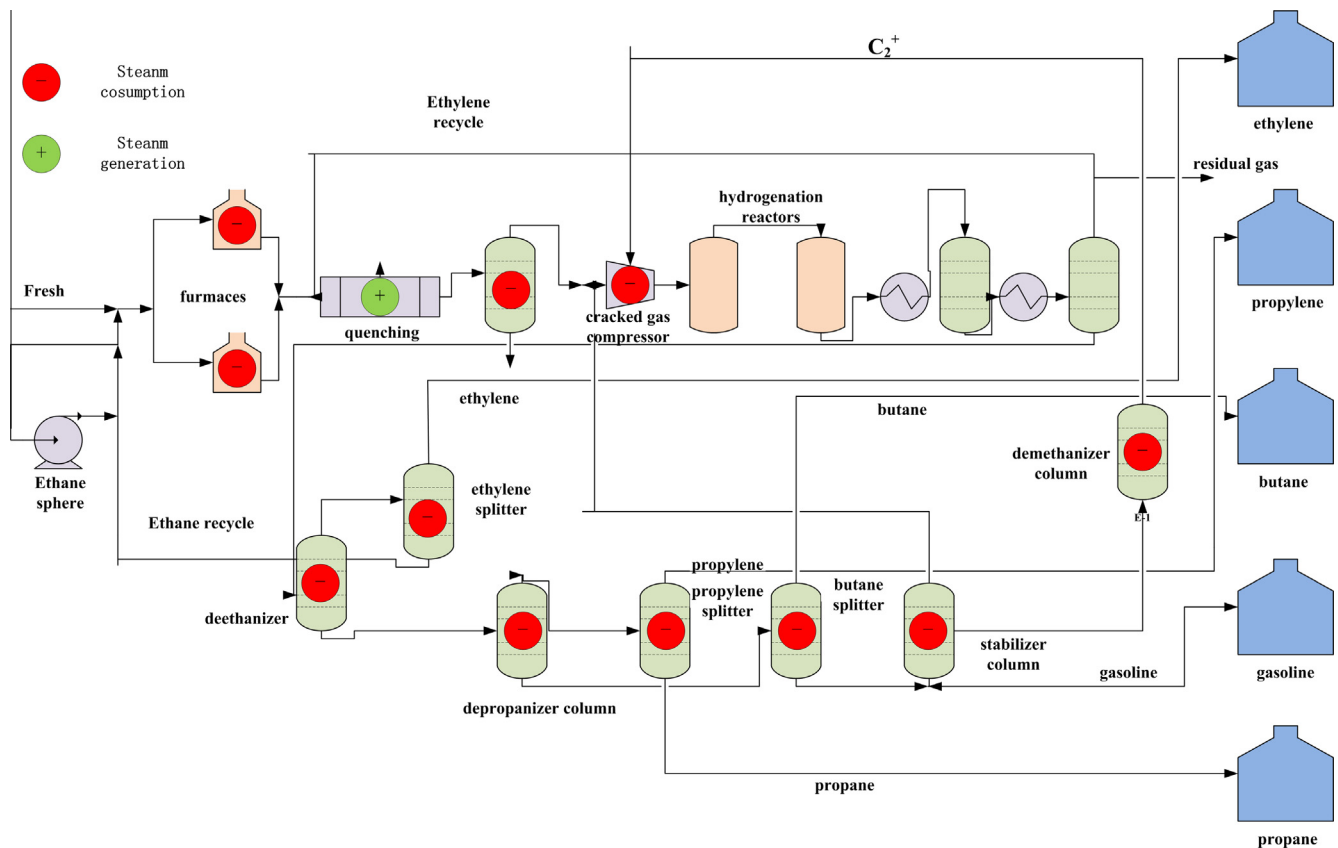 C₂⁺
Steanm
cosumption
Ethylene
recycle
ethylene
Steanm
generation
residual gas
hydrogenation
reactors
Fresh
furmaces
propylene
quenching
cracked gas
compressor
ethylene
butane
demethanizer
column
Ethane
sphere
ethylene
splitter
butane
E-1
Ethane recycle
propylene
propylene
splitter
butane
splitter
deethanizer
stabilizer
column
gasoline
gasoline
depropanizer column
propane
propane